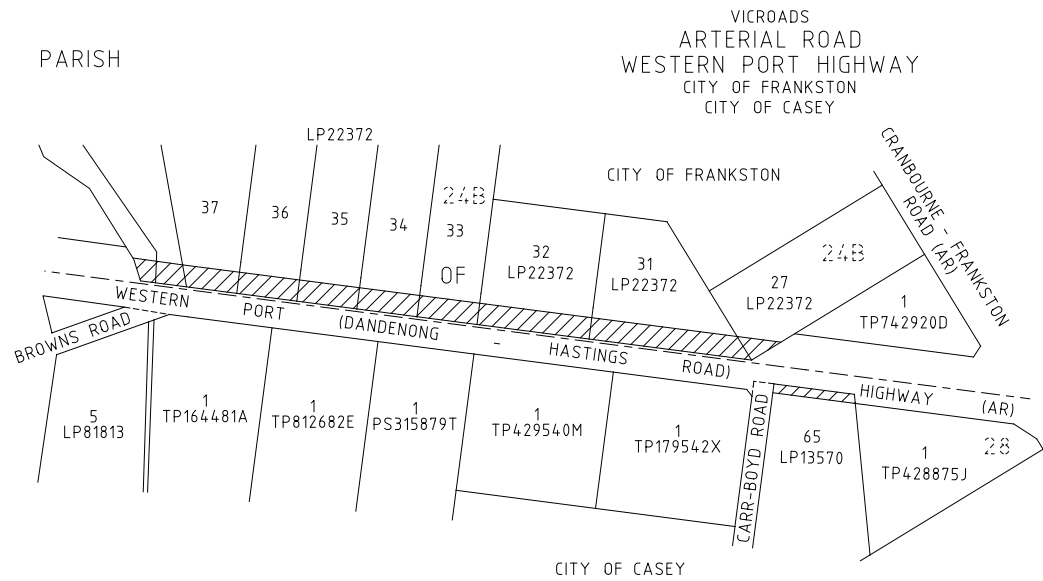 VICROADS
ARTERIAL ROAD
WESTERN PORT HIGHWAY
CITY OF FRANKSTON
CITY OF CASEY
PARISH
LP22372
CITY OF FRANKSTON
CRANBOURNE - FRANKSTON
ROAD (AR)
37
36
35
34
24B
33
OF
32
LP22372
31
LP22372
24B
27
LP22372
1
TP742920D
WESTERN PORT (DANDENONG - HASTINGS ROAD) HIGHWAY (AR)
BROWNS ROAD
5
LP81813
1
TP164481A
1
TP812682E
1
PS315879T
1
TP429540M
1
TP179542X
CARR-BOYD ROAD
65
LP13570
1
TP428875J
28
CITY OF CASEY